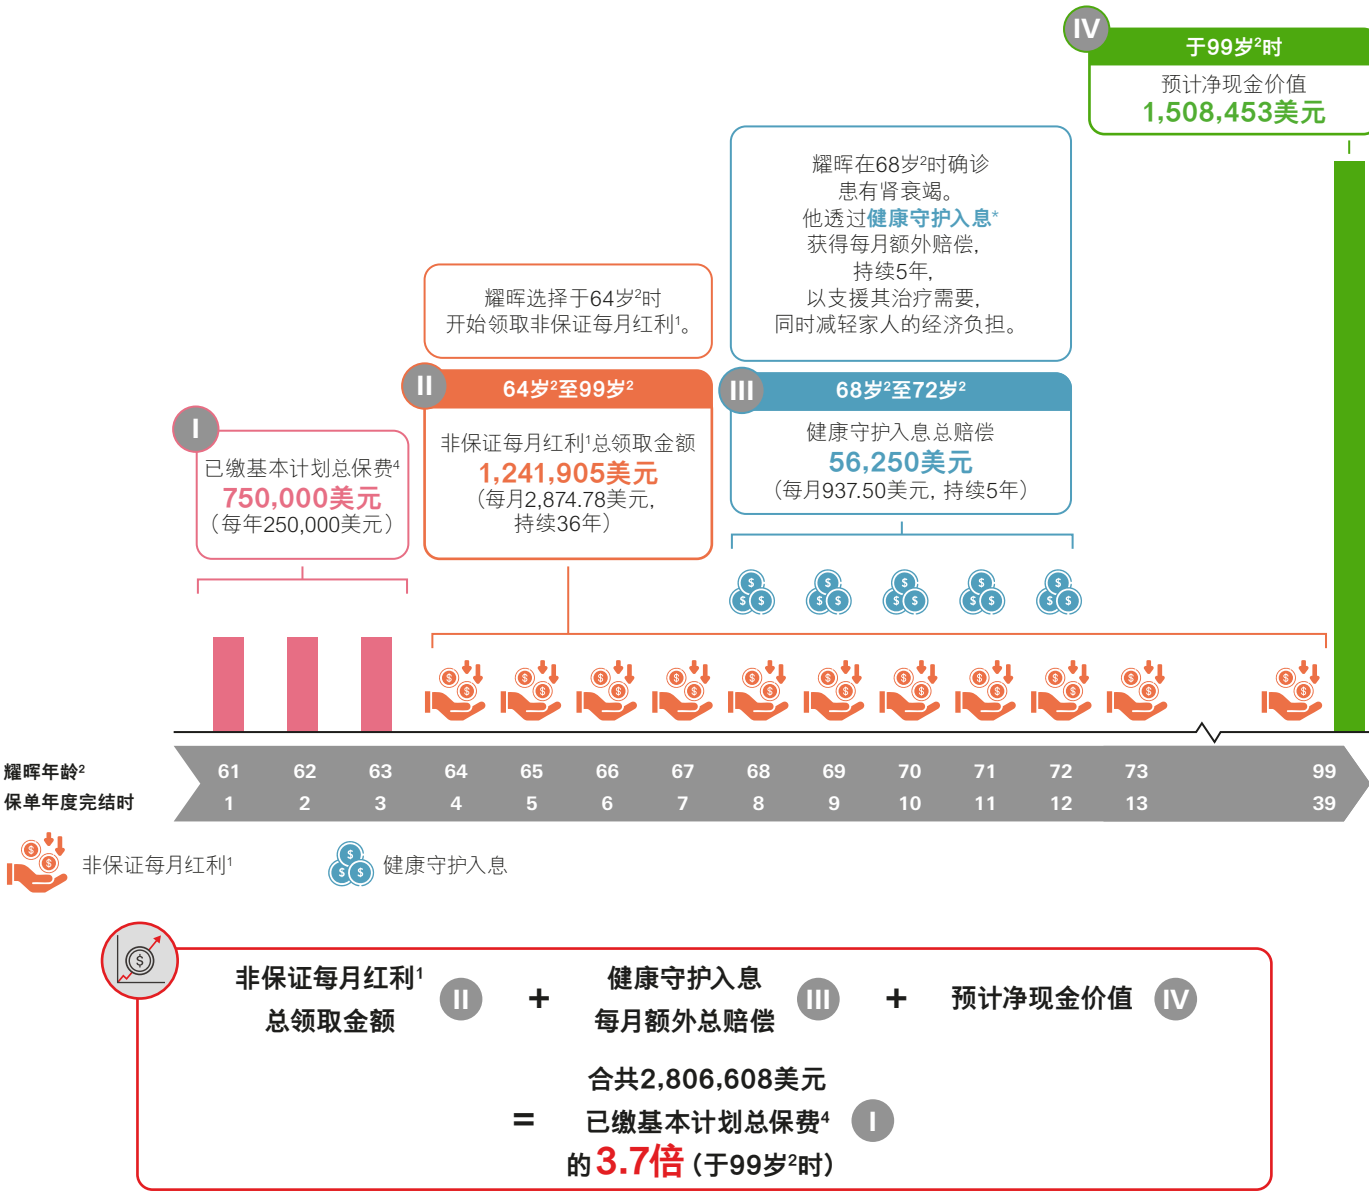 IV
于99岁²时
预计净现金价值
1,508,453美元
耀晖在68岁²时确诊
患有肾衰竭。
他透过健康守护入息*
获得每月额外赔偿,
持续5年,
以支援其治疗需要,
同时减轻家人的经济负担。
耀晖选择于64岁²时
开始领取非保证每月红利¹。
I
已缴基本计划总保费⁴
750,000美元
(每年250,000美元)
II
64岁²至99岁²
非保证每月红利¹总领取金额
1,241,905美元
(每月2,874.78美元,
持续36年)
III
68岁²至72岁²
健康守护入息总赔偿
56,250美元
(每月937.50美元, 持续5年)
耀晖年龄² 61 62 63 64 65 66 67 68 69 70 71 72 73 99
保单年度完结时 1 2 3 4 5 6 7 8 9 10 11 12 13 39
非保证每月红利¹ 健康守护入息
非保证每月红利¹
总领取金额
II
+
健康守护入息
每月额外总赔偿
III
+
预计净现金价值 IV
合共2,806,608美元
= 已缴基本计划总保费⁴ I
的3.7倍(于99岁²时)